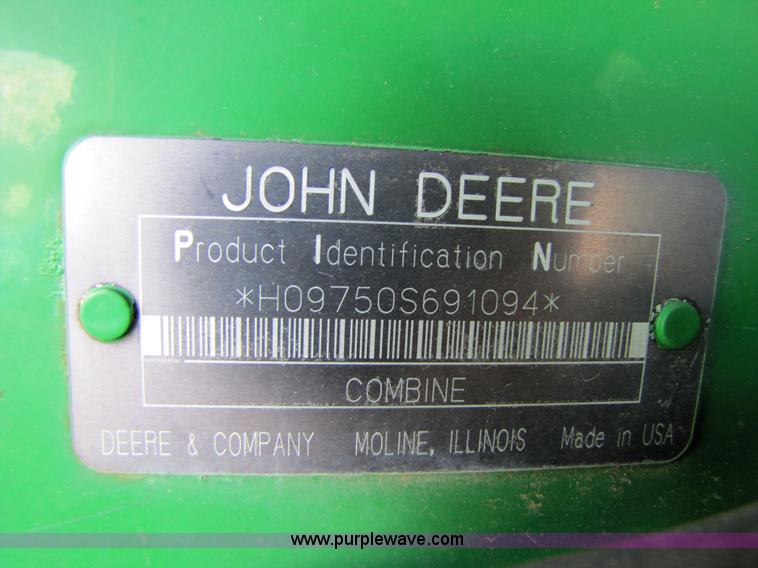 JOHN DEERE
Product Identification Number
*H09750S691094*
COMBINE
DEERE & COMPANY MOLINE, ILLINOIS Made in USA
www.purplewave.com